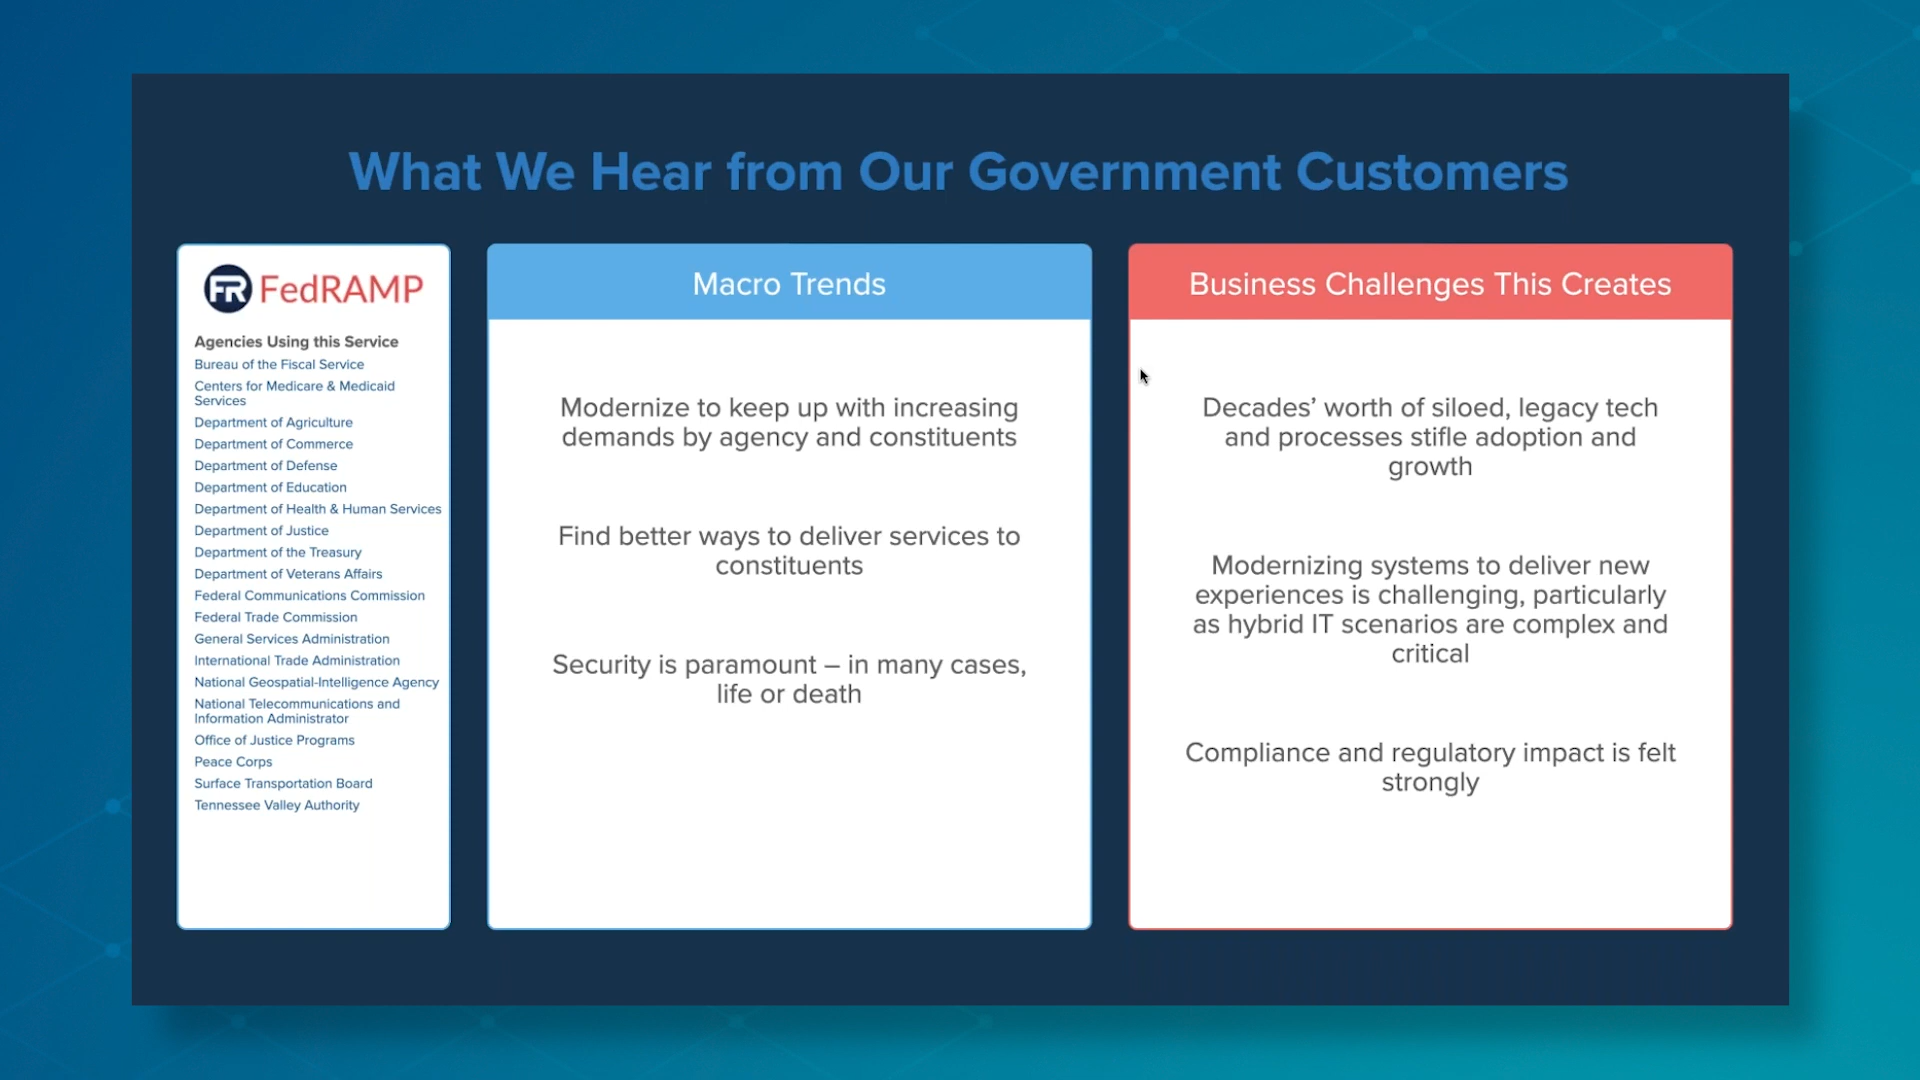 What We Hear from Our Government Customers
FR FedRAMP
Agencies Using this Service
Bureau of the Fiscal Service
Centers for Medicare & Medicaid
Services
Department of Agriculture
Department of Commerce
Department of Defense
Department of Education
Department of Health & Human Services
Department of Justice
Department of the Treasury
Department of Veterans Affairs
Federal Communications Commission
Federal Trade Commission
General Services Administration
International Trade Administration
National Geospatial-Intelligence Agency
National Telecommunications and
Information Administrator
Office of Justice Programs
Peace Corps
Surface Transportation Board
Tennessee Valley Authority
Macro Trends
Modernize to keep up with increasing
demands by agency and constituents
Find better ways to deliver services to
constituents
Security is paramount – in many cases,
life or death
Business Challenges This Creates
Decades’ worth of siloed, legacy tech
and processes stifle adoption and
growth
Modernizing systems to deliver new
experiences is challenging, particularly
as hybrid IT scenarios are complex and
critical
Compliance and regulatory impact is felt
strongly